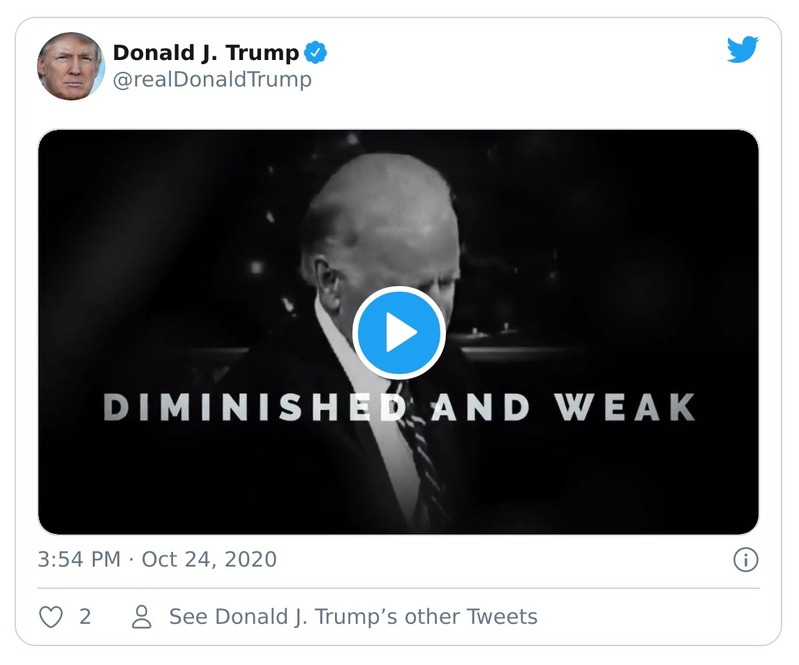 Donald J. Trump
@realDonaldTrump
DIMINISHED AND WEAK
3:54 PM · Oct 24, 2020
2
See Donald J. Trump’s other Tweets